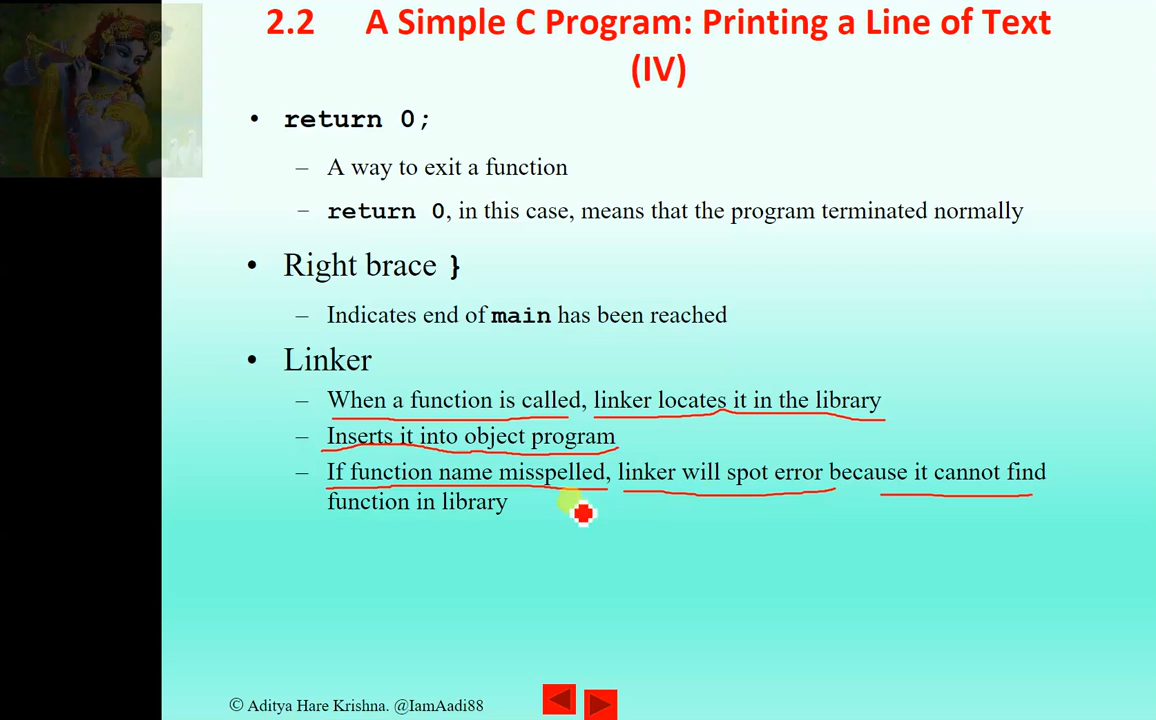 2.2 A Simple C Program: Printing a Line of Text
(IV)
• return 0;
– A way to exit a function
– return 0, in this case, means that the program terminated normally
• Right brace }
– Indicates end of main has been reached
• Linker
– When a function is called, linker locates it in the library
– Inserts it into object program
– If function name misspelled, linker will spot error because it cannot find
function in library
© Aditya Hare Krishna. @IamAadi88